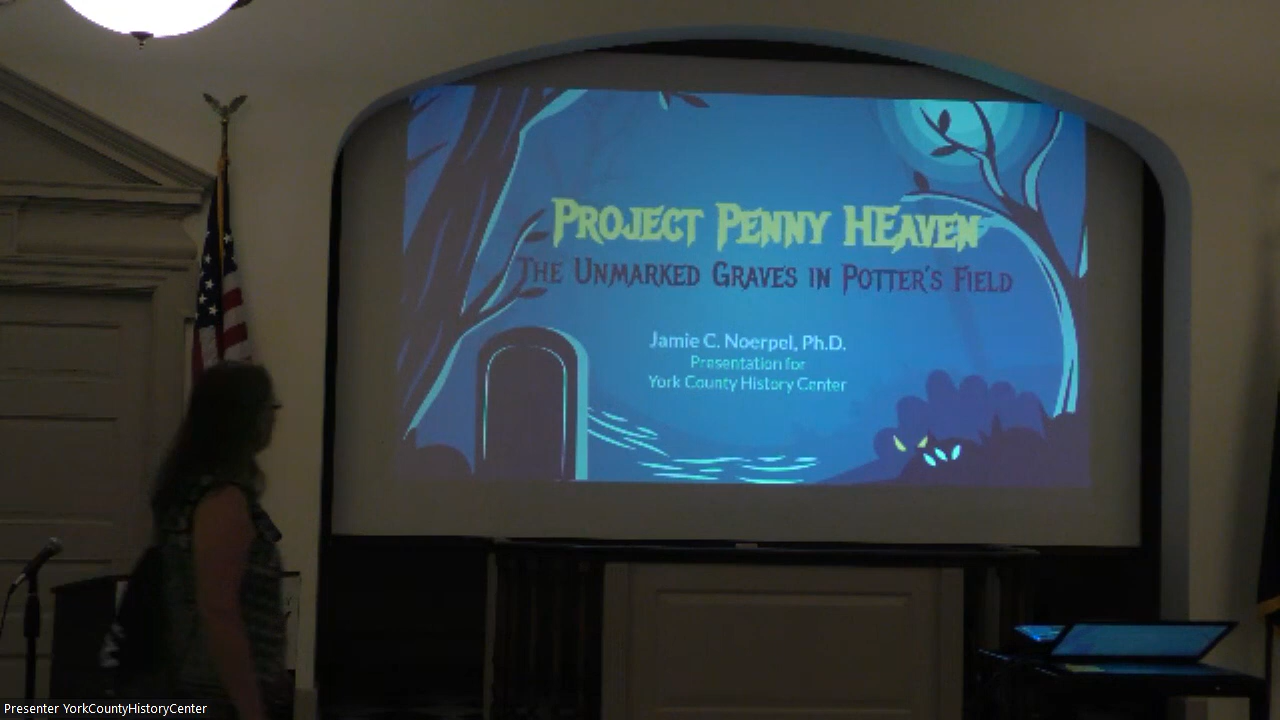 PROJECT PENNY HEAVEN
THE UNMARKED GRAVES IN POTTER'S FIELD
Jamie C. Noerpel, Ph.D.
Presentation for
York County History Center
Presenter YorkCountyHistoryCenter